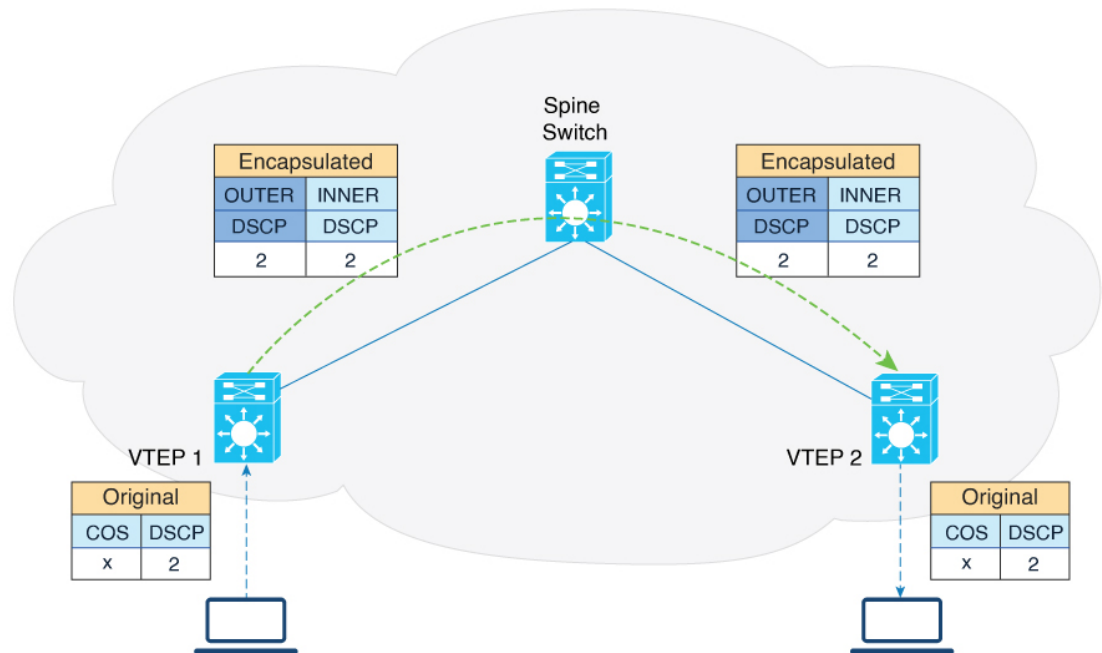 Spine
Switch
Encapsulated
OUTER INNER
DSCP DSCP
2 2
Encapsulated
OUTER INNER
DSCP DSCP
2 2
VTEP 1
VTEP 2
Original
COS DSCP
x 2
Original
COS DSCP
x 2